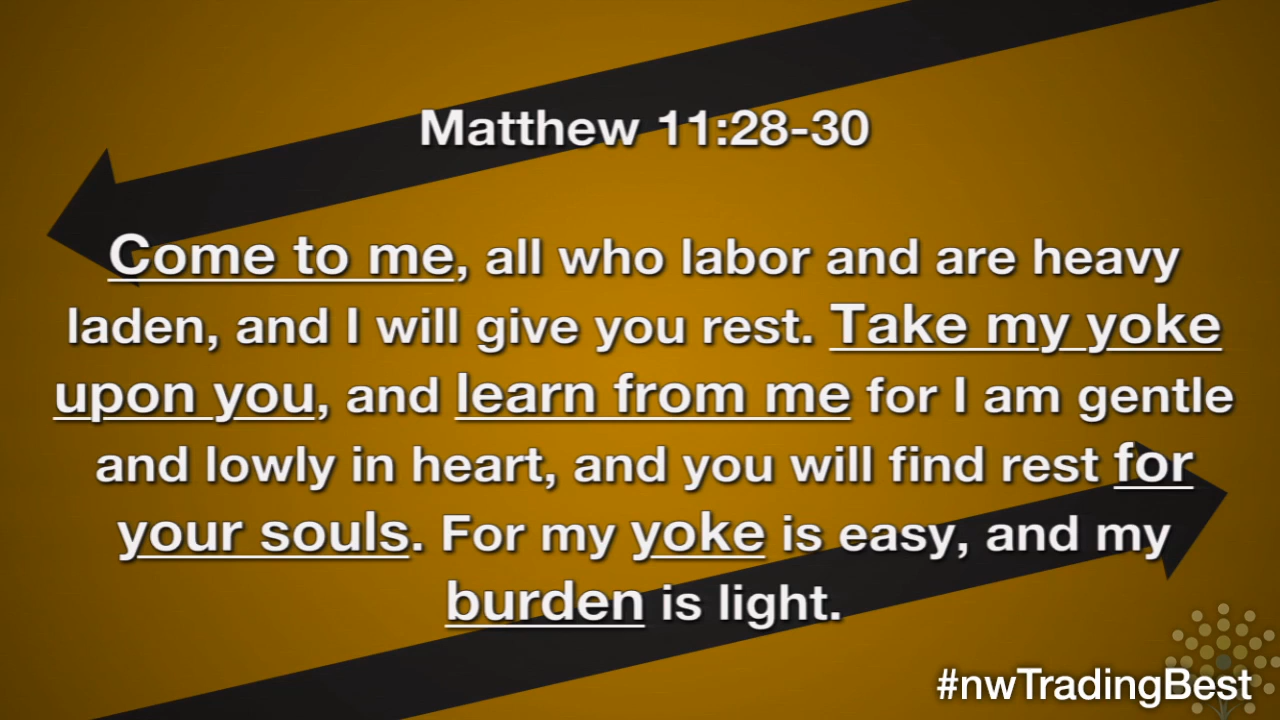 Matthew 11:28-30
Come to me, all who labor and are heavy
laden, and I will give you rest. Take my yoke
upon you, and learn from me for I am gentle
and lowly in heart, and you will find rest for
your souls. For my yoke is easy, and my
burden is light.
#nwTradingBest